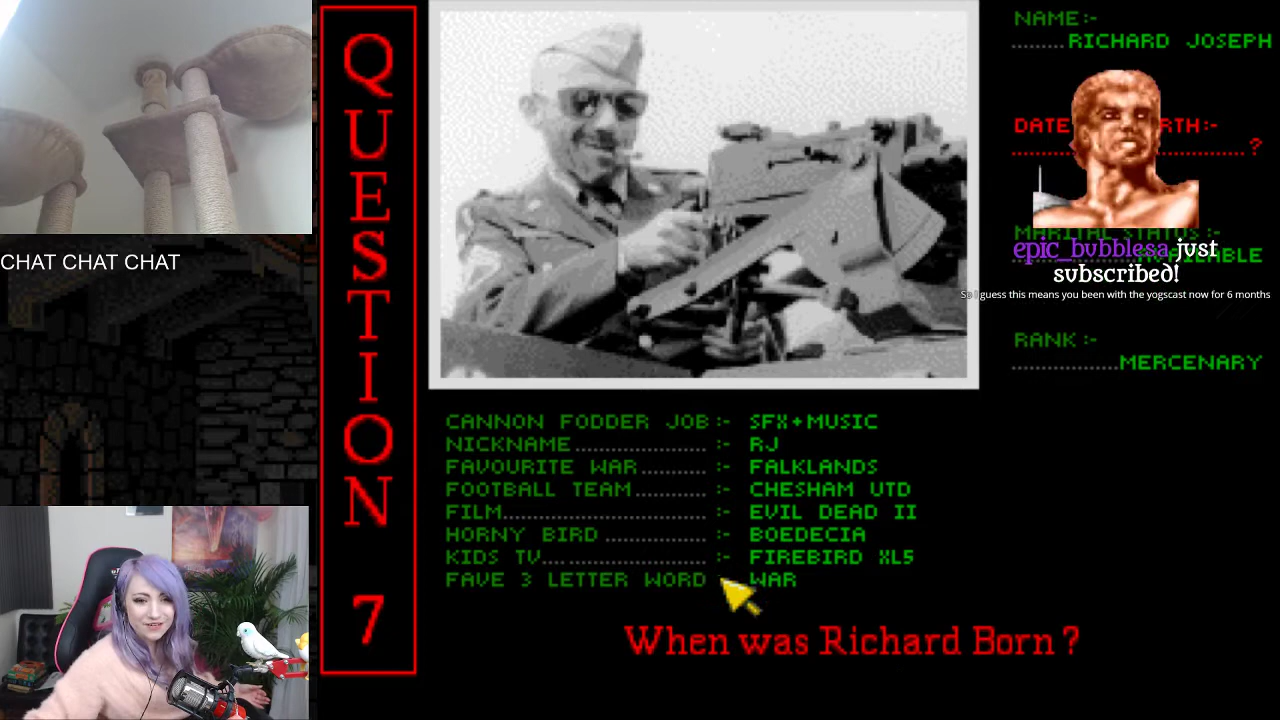 CHAT CHAT CHAT
QUESTION 7
NAME:-
........RICHARD JOSEPH
?
MARITAL STATUS :-
epic_bubblesa just
subscribed!
So I guess this means you been with the yogscast now for 6 months
RANK :-
..................MERCENARY
CANNON FODDER JOB :- SFX+MUSIC
NICKNAME...................... :- RJ
FAVOURITE WAR........... :- FALKLANDS
FOOTBALL TEAM............ :- CHESHAM UTD
FILM.................................. :- EVIL DEAD II
HORNY BIRD ................. :- BOEDECIA
KIDS TV............................ :- FIREBIRD XL5
FAVE 3 LETTER WORD WAR
When was Richard Born ?